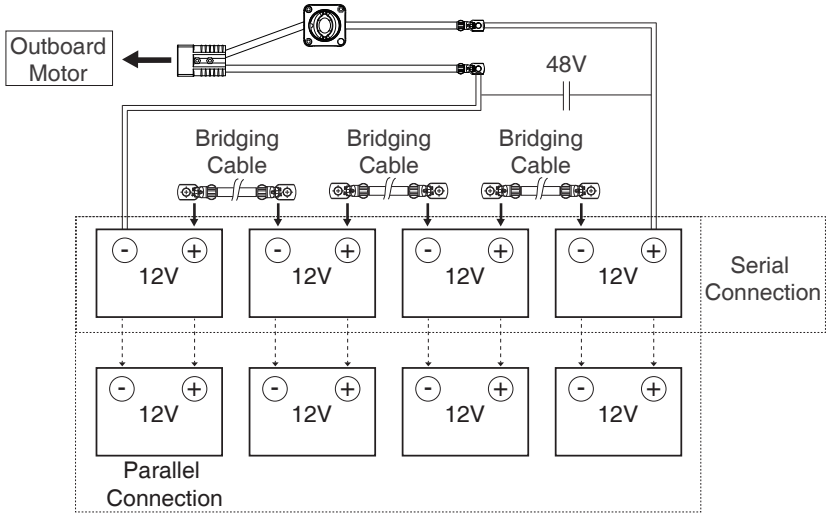 Outboard
Motor
48V
Bridging
Cable
Bridging
Cable
Bridging
Cable
- +
12V
- +
12V
- +
12V
- +
12V
Serial
Connection
- +
12V
- +
12V
- +
12V
- +
12V
Parallel
Connection